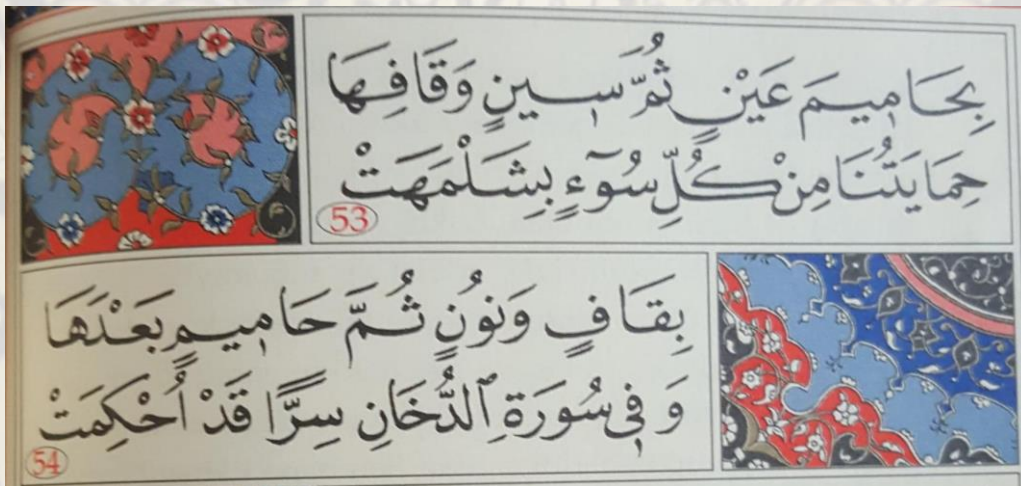 بِحَامِيمَ عَيْنٍ ثُمَّ سِينٍ وَقَافِهَا
حِمَايَتُنَا مِنْ كُلِّ سُوٓءٍ بِشَلْمَهَتْ
53
بِقَافٍ وَنُونٍ ثُمَّ حَامِيمٍ بَعْدَهَا
وَفِي سُورَةِ ٱلدُّخَانِ سِرًّا قَدْ اُحْكِمَتْ
54